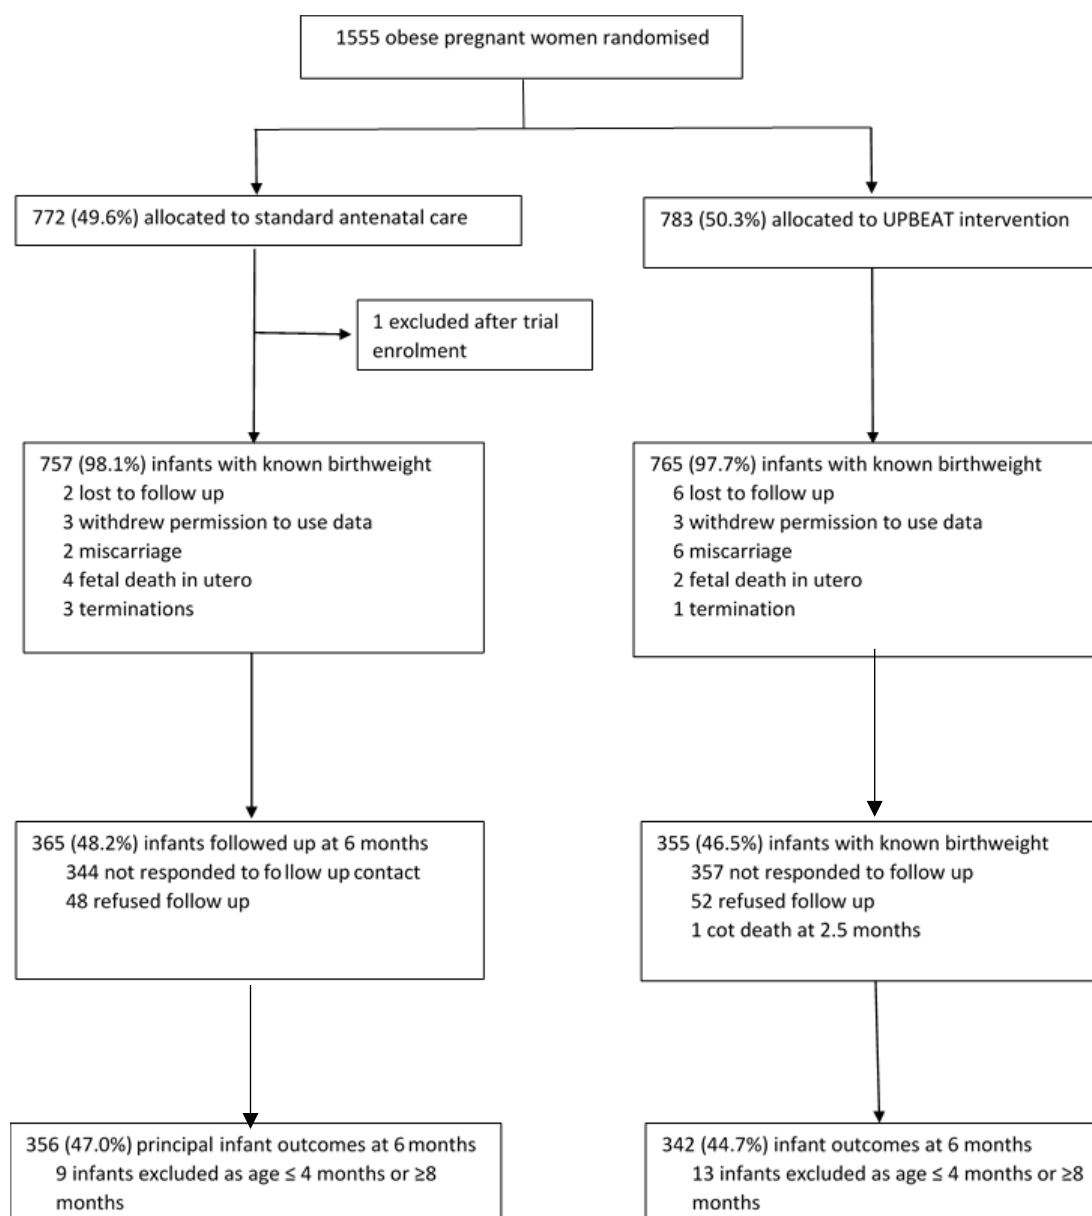 1555 obese pregnant women randomised
772 (49.6%) allocated to standard antenatal care
783 (50.3%) allocated to UPBEAT intervention
1 excluded after trial
enrolment
757 (98.1%) infants with known birthweight
2 lost to follow up
3 withdrew permission to use data
2 miscarriage
4 fetal death in utero
3 terminations
765 (97.7%) infants with known birthweight
6 lost to follow up
3 withdrew permission to use data
6 miscarriage
2 fetal death in utero
1 termination
365 (48.2%) infants followed up at 6 months
344 not responded to follow up contact
48 refused follow up
355 (46.5%) infants with known birthweight
357 not responded to follow up
52 refused follow up
1 cot death at 2.5 months
356 (47.0%) principal infant outcomes at 6 months
9 infants excluded as age ≤ 4 months or ≥8
months
342 (44.7%) infant outcomes at 6 months
13 infants excluded as age ≤ 4 months or ≥8
months